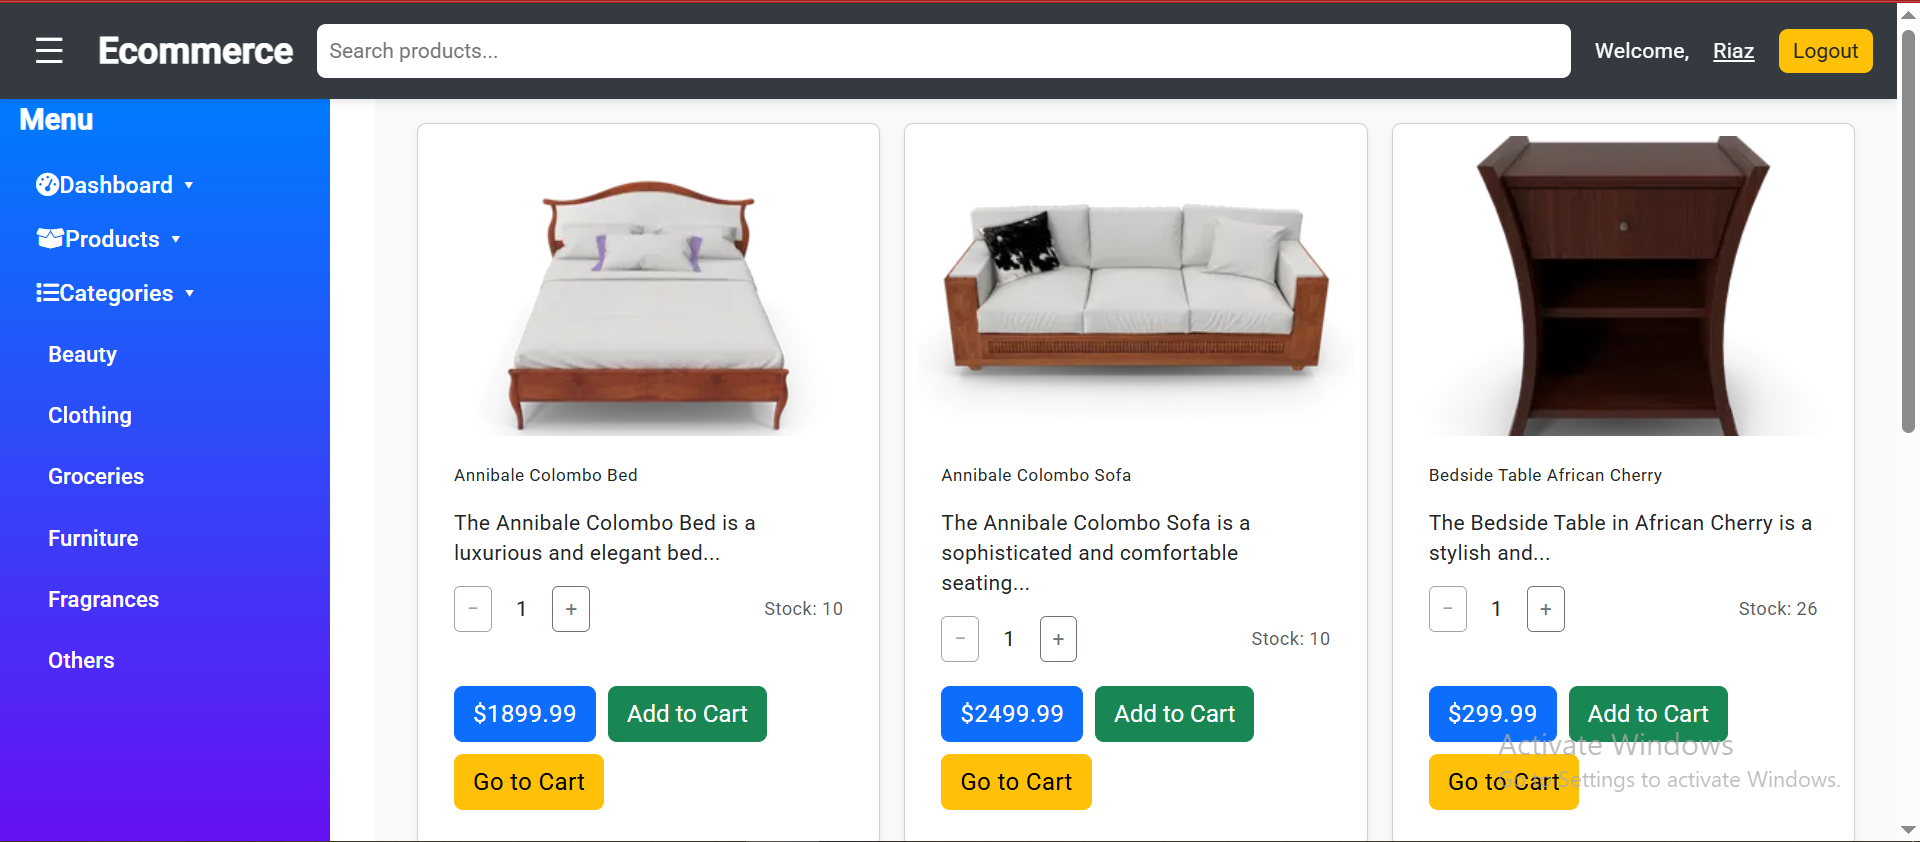 ☰ Ecommerce Search products... Welcome, Riaz Logout
Menu
Dashboard
Products
Categories
Beauty
Clothing
Groceries
Furniture
Fragrances
Others
Annibale Colombo Bed
The Annibale Colombo Bed is a
luxurious and elegant bed...
− 1 + Stock: 10
$1899.99 Add to Cart
Go to Cart
Annibale Colombo Sofa
The Annibale Colombo Sofa is a
sophisticated and comfortable
seating...
− 1 + Stock: 10
$2499.99 Add to Cart
Go to Cart
Bedside Table African Cherry
The Bedside Table in African Cherry is a
stylish and...
− 1 + Stock: 26
$299.99 Add to Cart
Go to Cart
Activate Windows
Go to Settings to activate Windows.